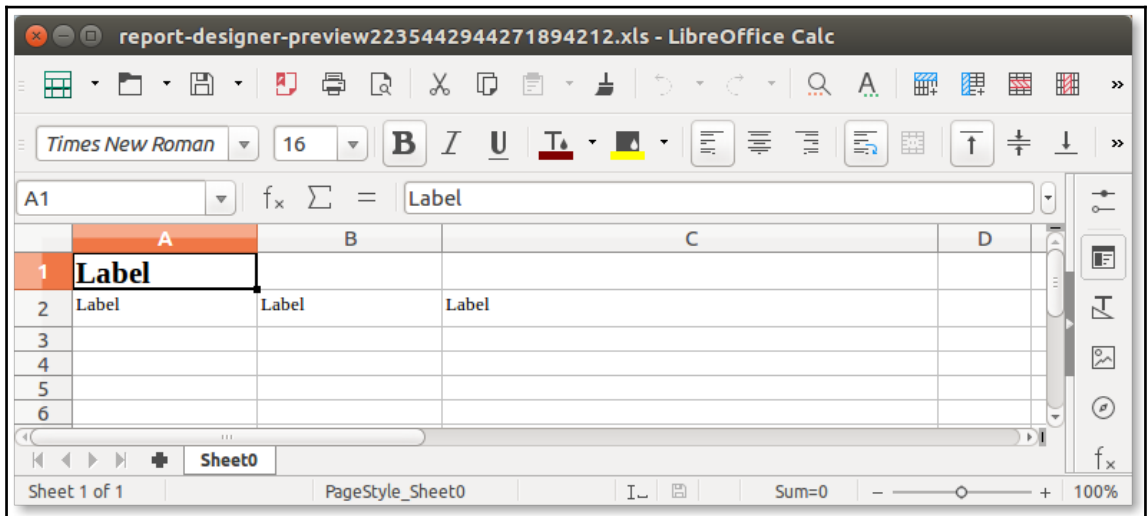 report-designer-preview2235442944271894212.xls - LibreOffice Calc
Times New Roman 16 B I U
A1 fx Σ = Label
A B C D
1 Label
2 Label Label Label
3
4
5
6
Sheet0
Sheet 1 of 1 PageStyle_Sheet0 Sum=0 − + 100%